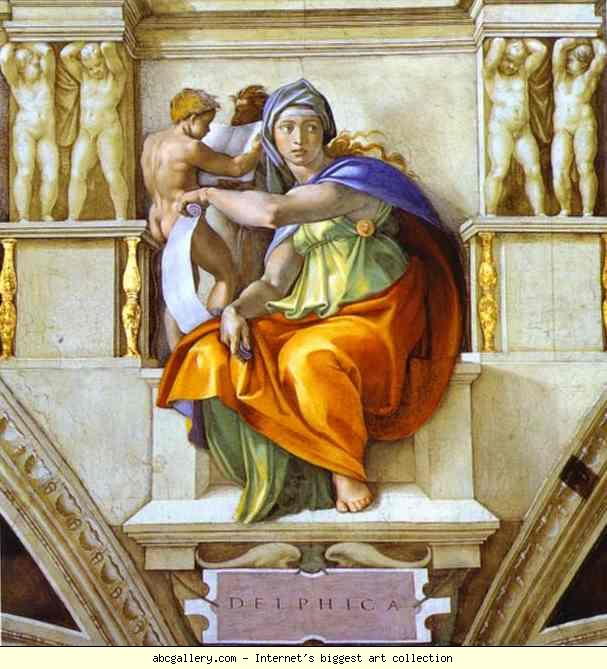 DELPHICA
abcgallery.com – Internet's biggest art collection